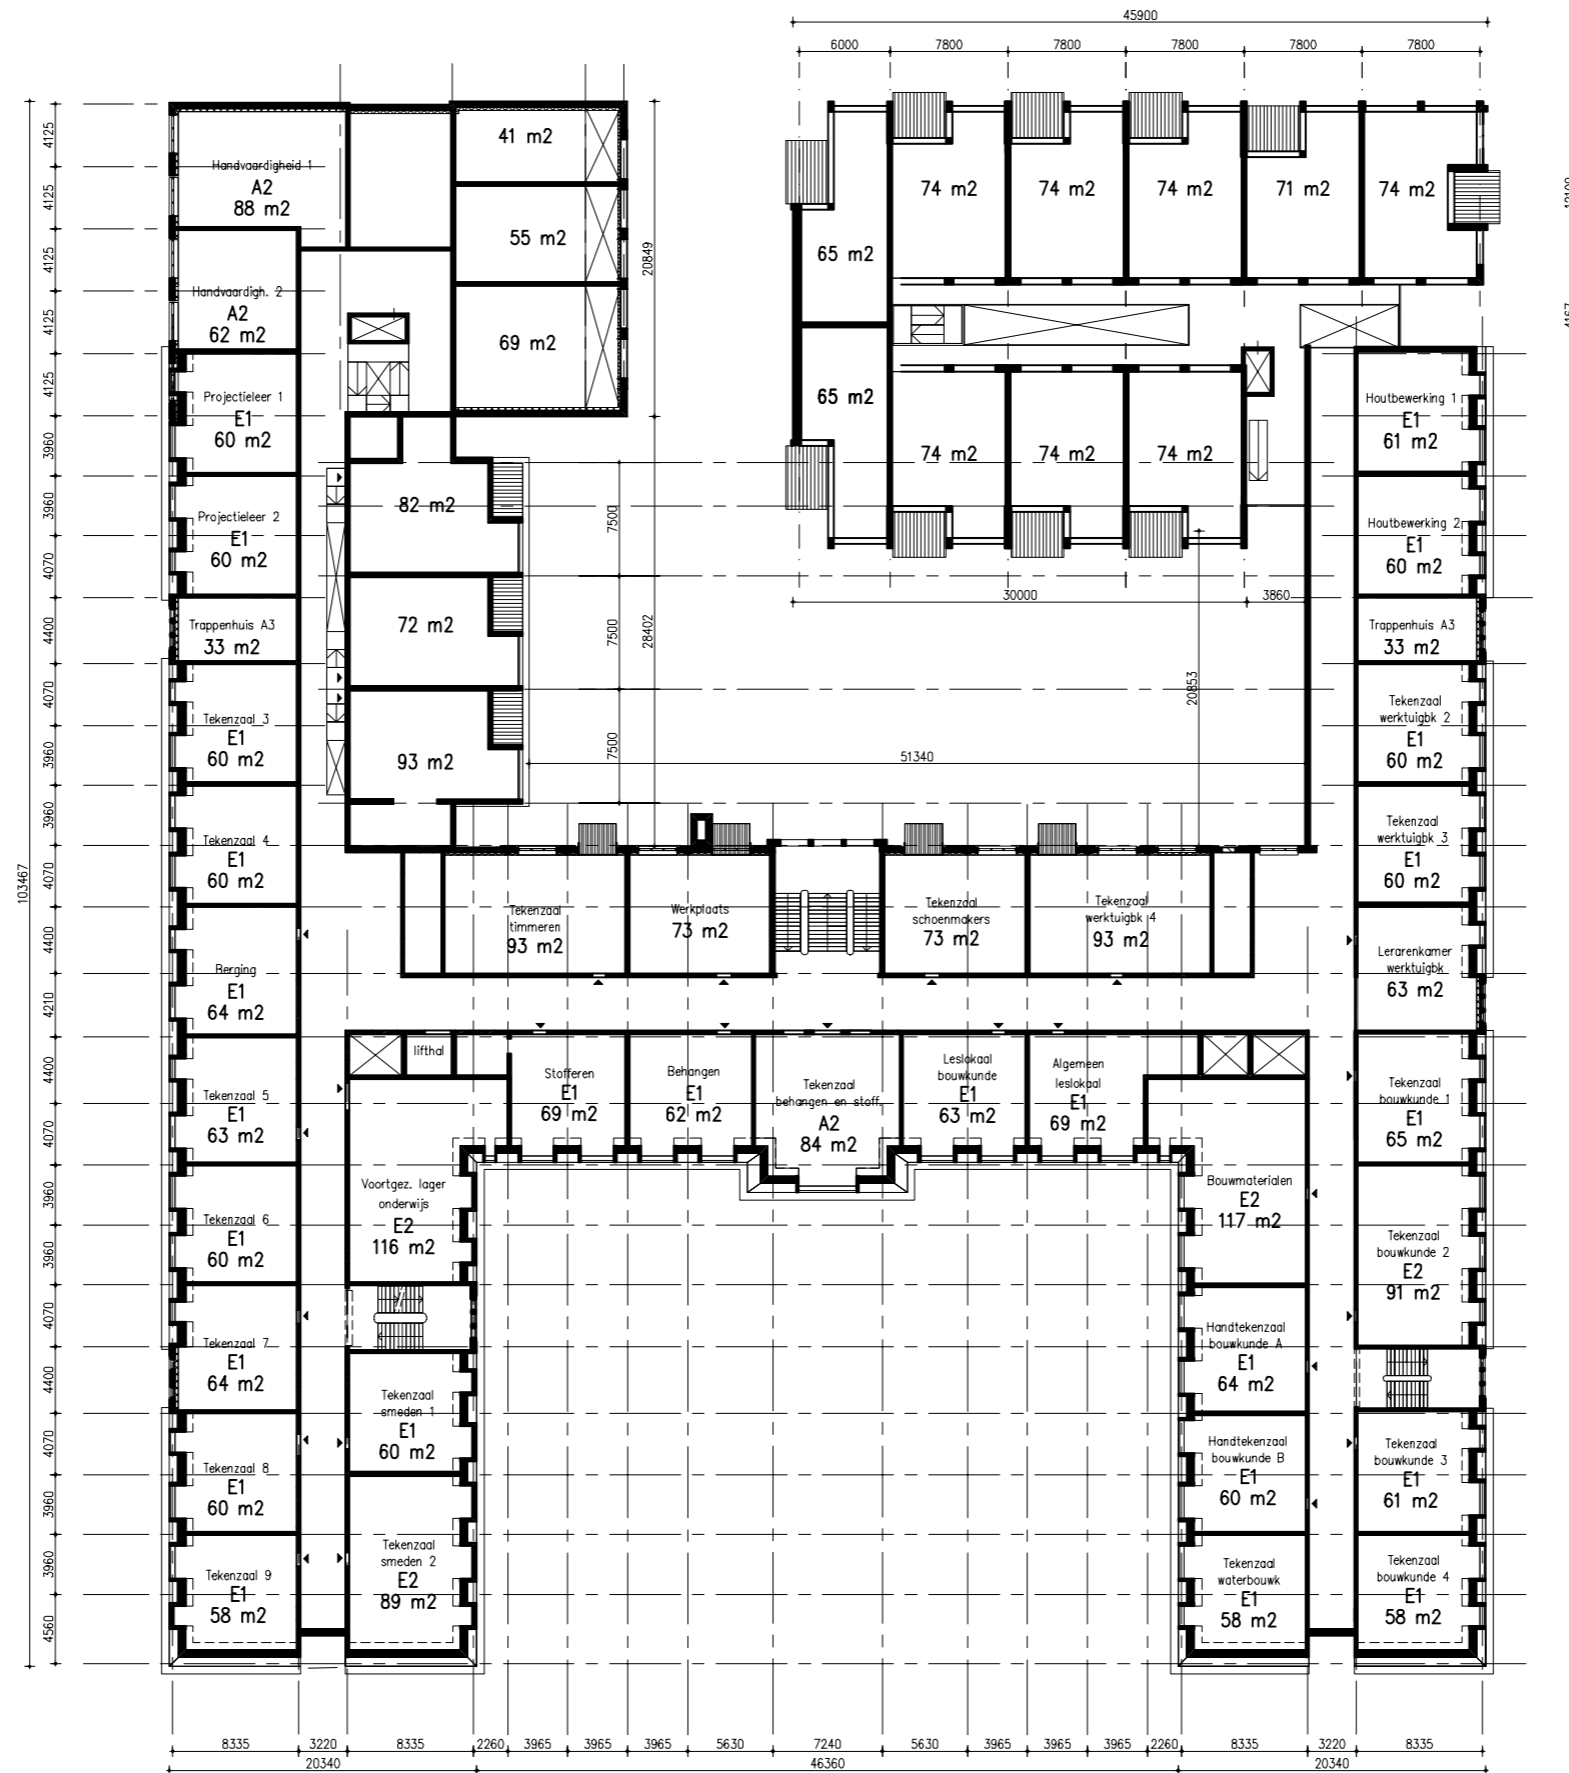 45900
6000
7800
7800
7800
7800
7800
41 m2
Handvaardigheid 1
A2
88 m2
74 m2
74 m2
74 m2
71 m2
74 m2
55 m2
65 m2
20849
Handvaardigh. 2
A2
62 m2
69 m2
65 m2
Projectieleer 1
E1
60 m2
Houtbewerking 1
E1
61 m2
74 m2
74 m2
74 m2
82 m2
Projectieleer 2
E1
60 m2
Houtbewerking 2
E1
60 m2
7500
30000
3860
Trappenhuis A3
33 m2
72 m2
7500
28402
Trappenhuis A3
33 m2
20853
Tekenzaal 3
E1
60 m2
93 m2
7500
51340
Tekenzaal
werktuigbk 2
E1
60 m2
Tekenzaal 4
E1
60 m2
Tekenzaal
werktuigbk 3
E1
60 m2
Tekenzaal
timmeren
93 m2
Werkplaats
73 m2
Tekenzaal
schoenmakers
73 m2
Tekenzaal
werktuigbk 4
93 m2
Berging
E1
64 m2
Lerarenkamer
werktuigbk
63 m2
lifthal
Stofferen
E1
69 m2
Behangen
E1
62 m2
Tekenzaal
behangen en stoff.
A2
84 m2
Leslokaal
bouwkunde
E1
63 m2
Algemeen
leslokaal
E1
69 m2
Tekenzaal 5
E1
63 m2
Tekenzaal
bouwkunde 1
E1
65 m2
Voortgez. lager
onderwijs
E2
116 m2
Bouwmaterialen
E2
117 m2
Tekenzaal 6
E1
60 m2
Tekenzaal
bouwkunde 2
E2
91 m2
Tekenzaal 7
E1
64 m2
Handtekenzaal
bouwkunde A
E1
64 m2
Tekenzaal
smeden 1
E1
60 m2
Tekenzaal 8
E1
60 m2
Handtekenzaal
bouwkunde B
E1
60 m2
Tekenzaal
bouwkunde 3
E1
61 m2
Tekenzaal 9
E1
58 m2
Tekenzaal
smeden 2
E2
89 m2
Tekenzaal
waterbouwk
E1
58 m2
Tekenzaal
bouwkunde 4
E1
58 m2
103467
4125
4125
4125
4125
4125
3960
3960
4070
4400
4070
3960
3960
4070
4400
4210
4400
4070
3960
3960
4070
4400
4070
3960
3960
4560
8335
3220
8335
2260
3965
3965
3965
5630
7240
5630
3965
3965
3965
2260
8335
3220
8335
20340
46360
20340